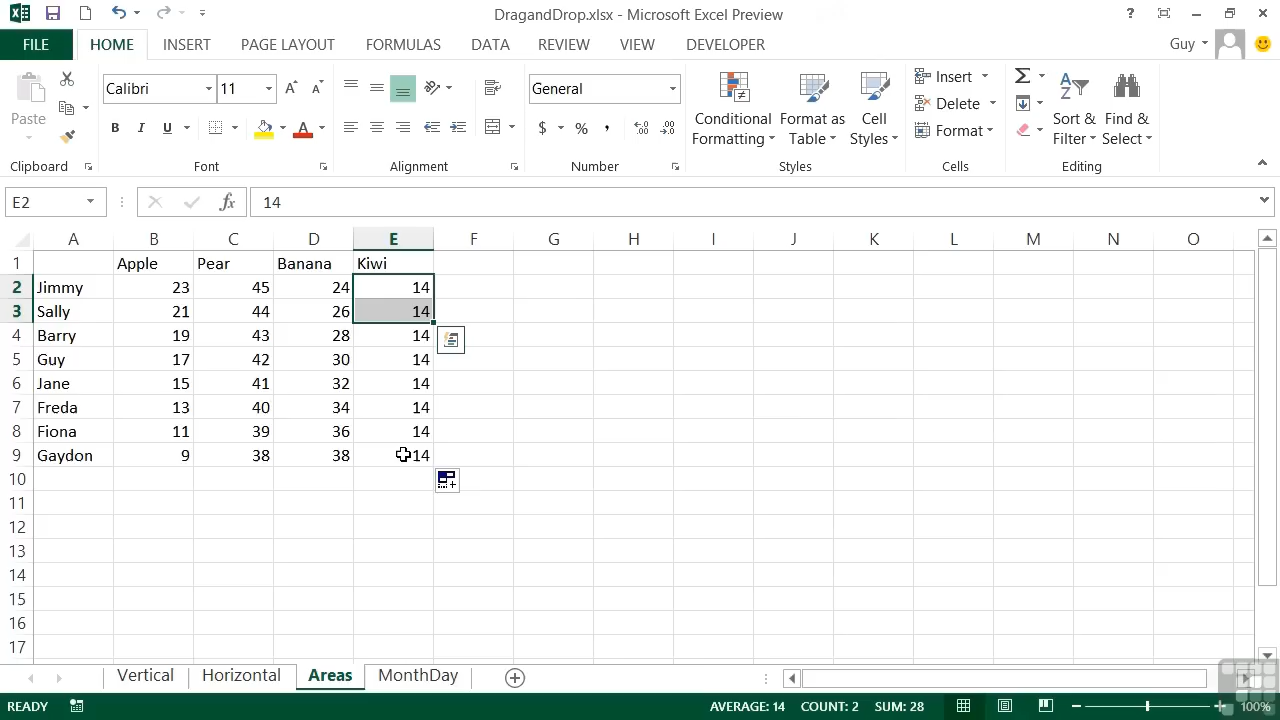 DragandDrop.xlsx - Microsoft Excel Preview
?
FILE HOME INSERT PAGE LAYOUT FORMULAS DATA REVIEW VIEW DEVELOPER Guy
Paste
Clipboard
Calibri 11
B I U A
Font
Alignment
General
$ % ,
Number
Conditional Formatting
Format as Table
Cell Styles
Styles
Insert
Delete
Format
Cells
Sort & Filter
Find & Select
Editing
E2 fx 14
A B C D E F G H I J K L M N O
1 Apple Pear Banana Kiwi
2 Jimmy 23 45 24 14
3 Sally 21 44 26 14
4 Barry 19 43 28 14
5 Guy 17 42 30 14
6 Jane 15 41 32 14
7 Freda 13 40 34 14
8 Fiona 11 39 36 14
9 Gaydon 9 38 38 14
10
11
12
13
14
15
16
17
Vertical Horizontal Areas MonthDay
READY AVERAGE: 14 COUNT: 2 SUM: 28 100%